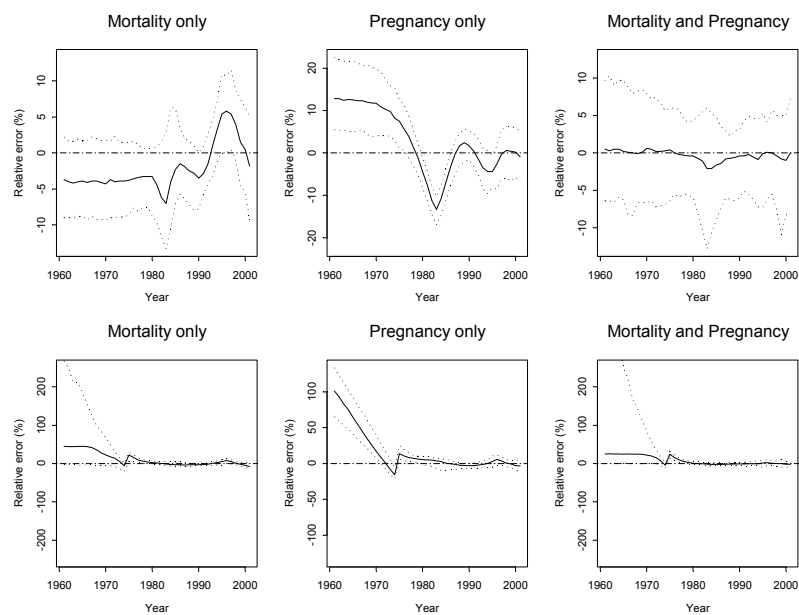 Mortality only
Relative error (%)
10
5
0
-5
-10
1960 1970 1980 1990 2000
Year
Pregnancy only
Relative error (%)
20
10
0
-10
-20
1960 1970 1980 1990 2000
Year
Mortality and Pregnancy
Relative error (%)
10
5
0
-5
-10
1960 1970 1980 1990 2000
Year
Mortality only
Relative error (%)
200
100
0
-100
-200
1960 1970 1980 1990 2000
Year
Pregnancy only
Relative error (%)
100
50
0
-50
-100
1960 1970 1980 1990 2000
Year
Mortality and Pregnancy
Relative error (%)
200
100
0
-100
-200
1960 1970 1980 1990 2000
Year